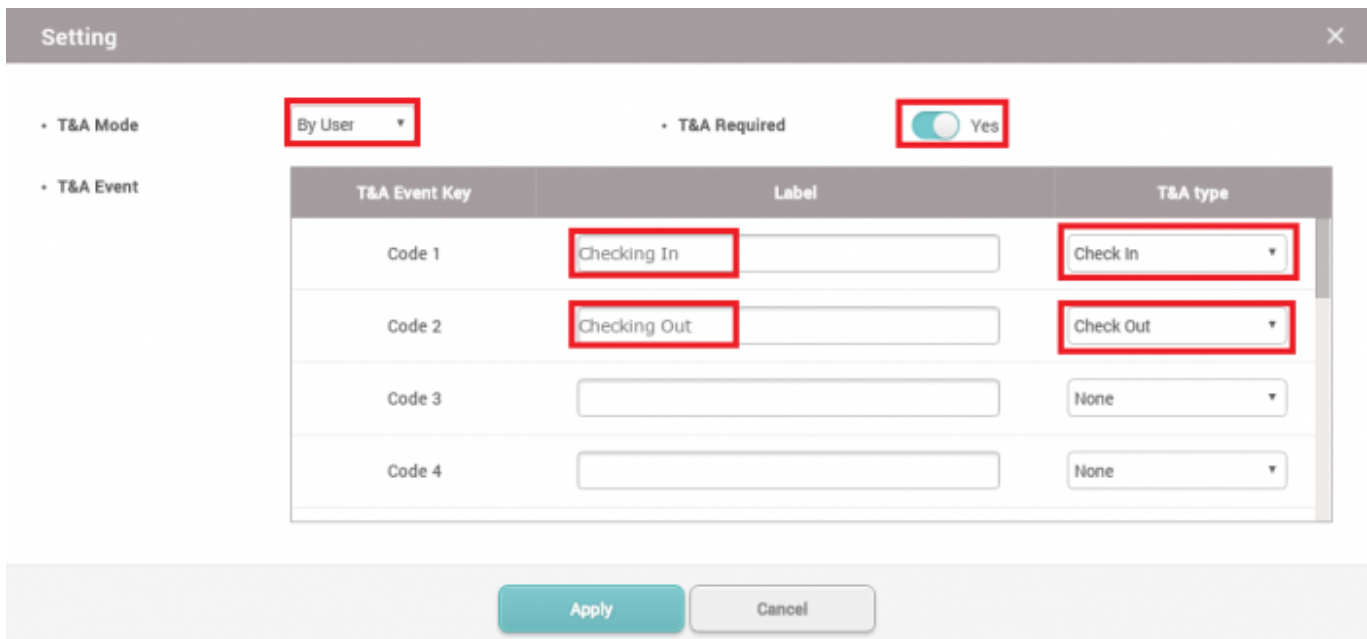 Setting
T&A Mode By User T&A Required Yes
T&A Event
T&A Event Key Label T&A type
Code 1 Checking In Check In
Code 2 Checking Out Check Out
Code 3 None
Code 4 None
Apply Cancel